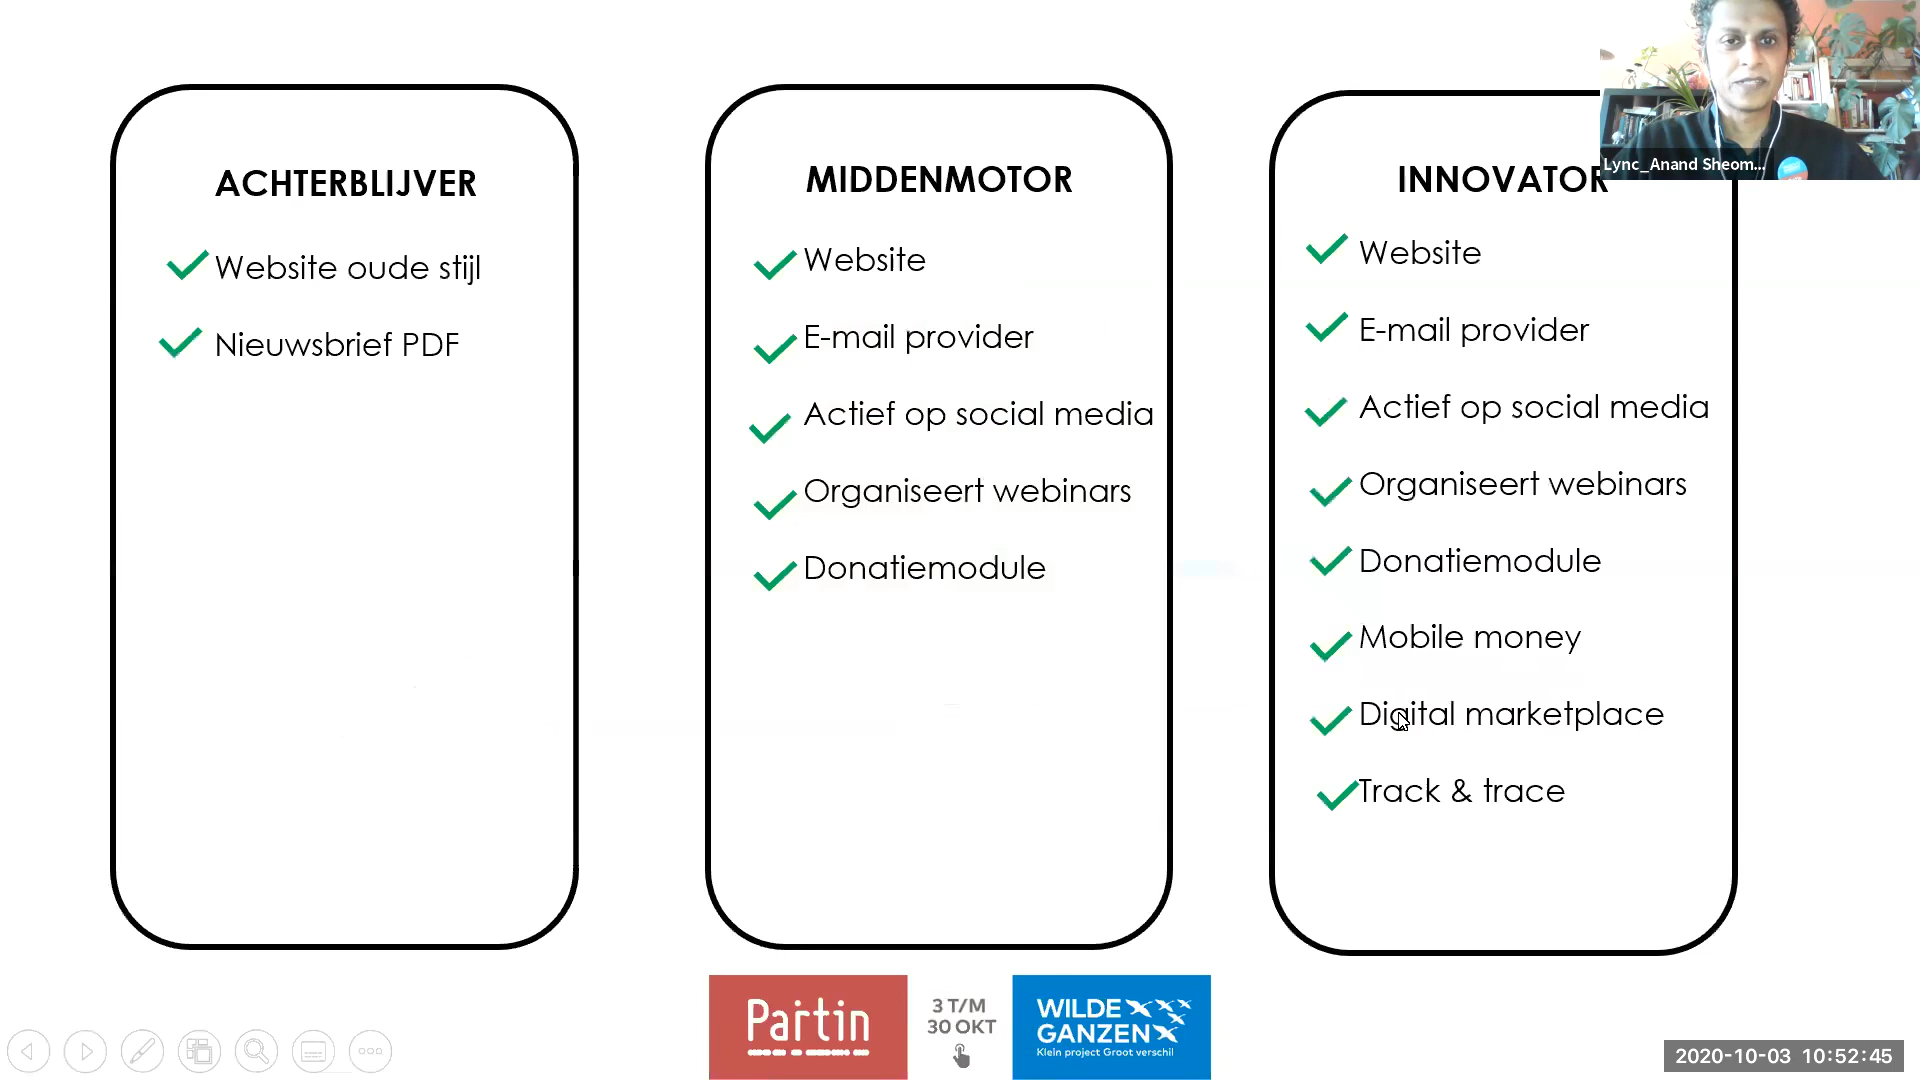 ACHTERBLIJVER
Website oude stijl
Nieuwsbrief PDF
MIDDENMOTOR
Website
E-mail provider
Actief op social media
Organiseert webinars
Donatiemodule
INNOVATOR
Website
E-mail provider
Actief op social media
Organiseert webinars
Donatiemodule
Mobile money
Digital marketplace
Track & trace
Lync_Anand Sheom...
Partin
3 T/M
30 OKT
WILDE
GANZEN
Klein project Groot verschil
2020-10-03 10:52:45